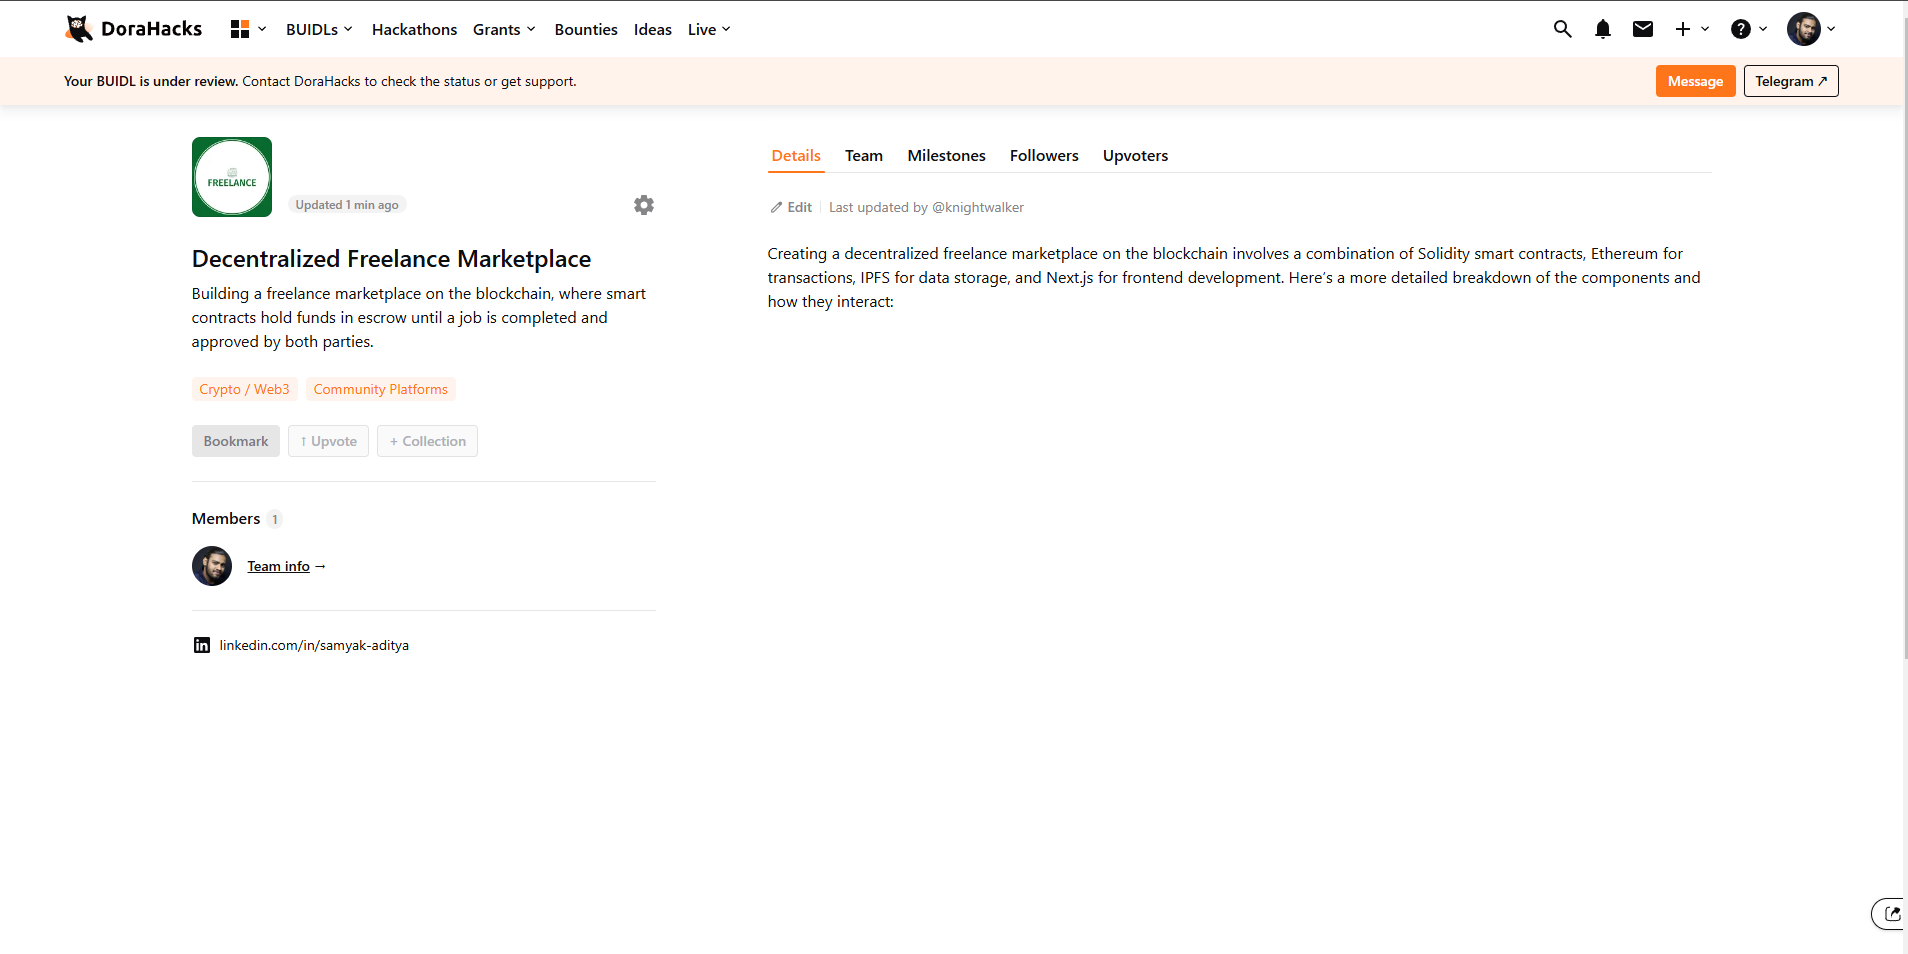 DoraHacks
BUIDLs
Hackathons
Grants
Bounties
Ideas
Live
Your BUIDL is under review. Contact DoraHacks to check the status or get support.
Message
Telegram ↗
FREELANCE
Updated 1 min ago
Decentralized Freelance Marketplace
Building a freelance marketplace on the blockchain, where smart
contracts hold funds in escrow until a job is completed and
approved by both parties.
Crypto / Web3
Community Platforms
Bookmark
↑ Upvote
+ Collection
Members 1
Team info →
linkedin.com/in/samyak-aditya
Details
Team
Milestones
Followers
Upvoters
Edit
Last updated by @knightwalker
Creating a decentralized freelance marketplace on the blockchain involves a combination of Solidity smart contracts, Ethereum for
transactions, IPFS for data storage, and Next.js for frontend development. Here's a more detailed breakdown of the components and
how they interact: